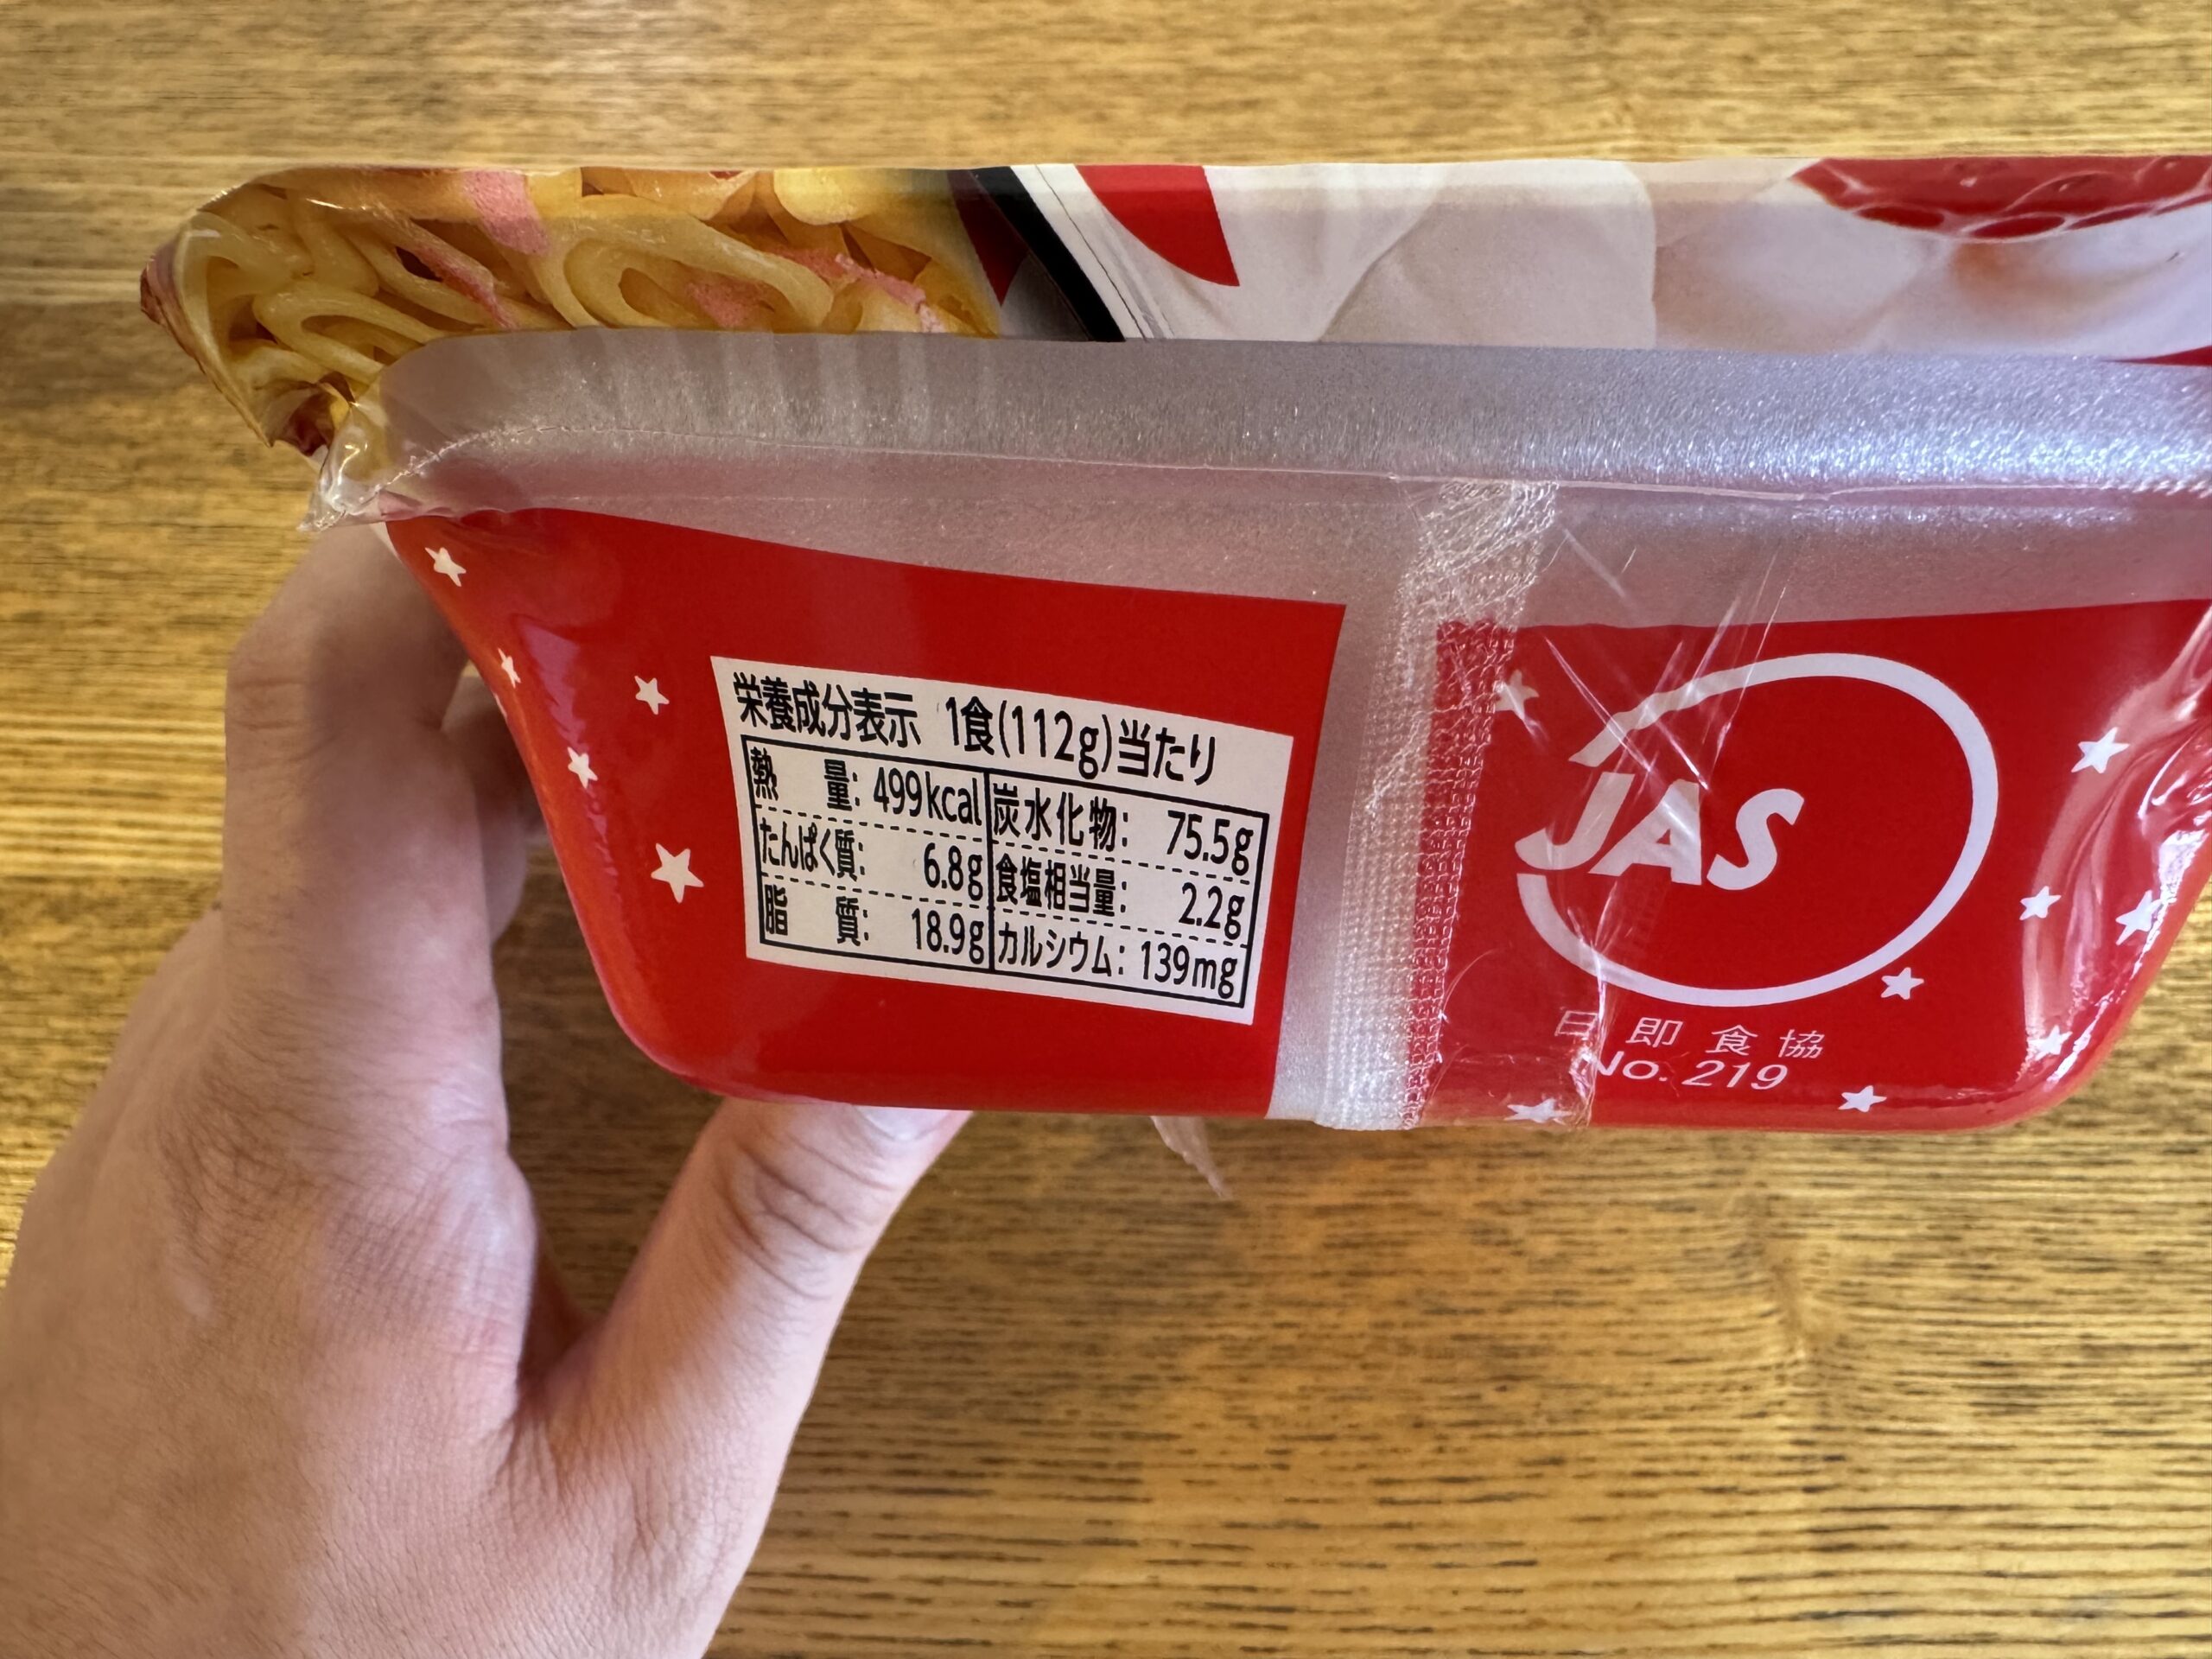 栄養成分表示 1食(112g)当たり
熱 量: 499kcal 炭水化物: 75.5g
たんぱく質: 6.8g 食塩相当量: 2.2g
脂 質: 18.9g カルシウム: 139mg
JAS
日即食協
No. 219